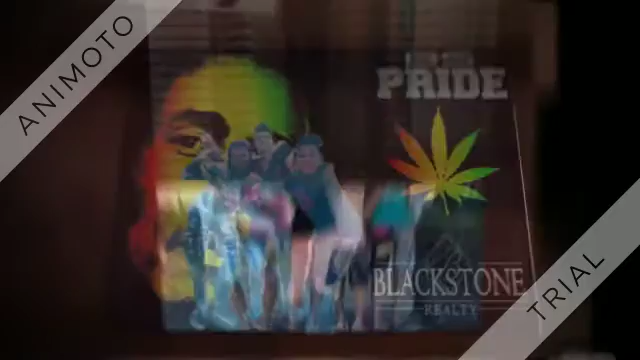 ANIMOTO
PRIDE
BLACKSTONE
REALTY
TRIAL